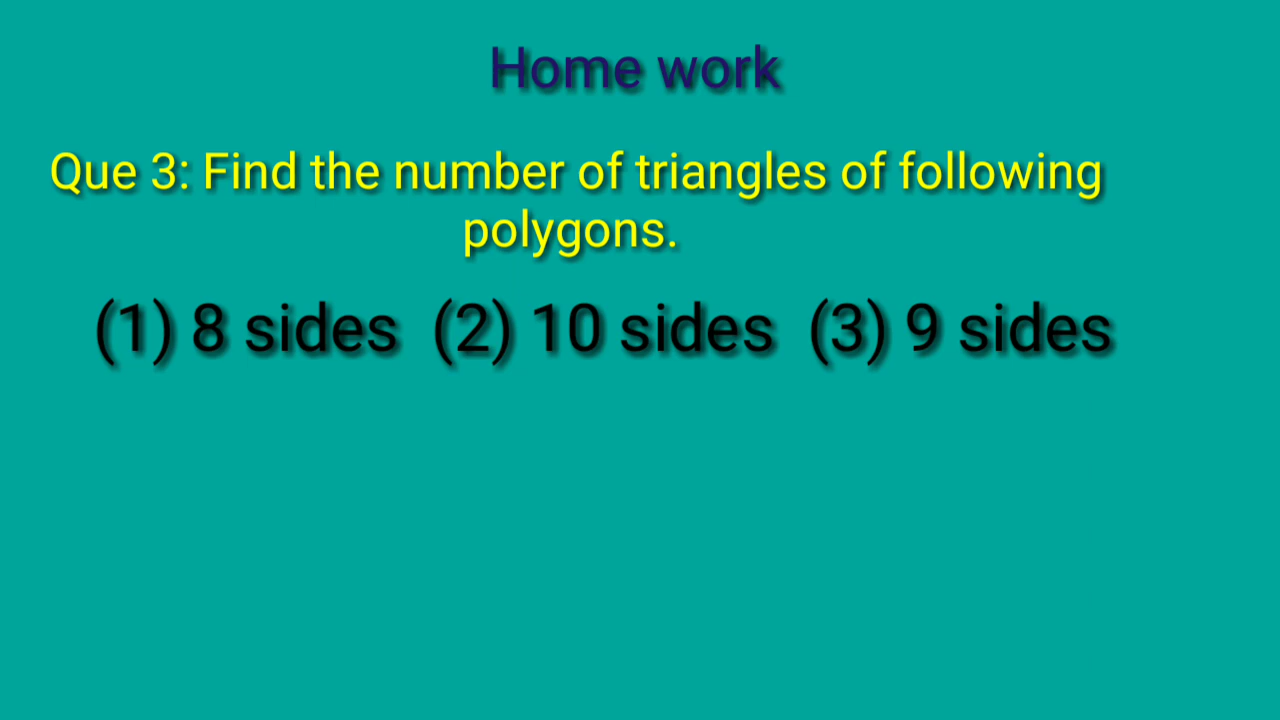 Home work
Que 3: Find the number of triangles of following
polygons.
(1) 8 sides (2) 10 sides (3) 9 sides